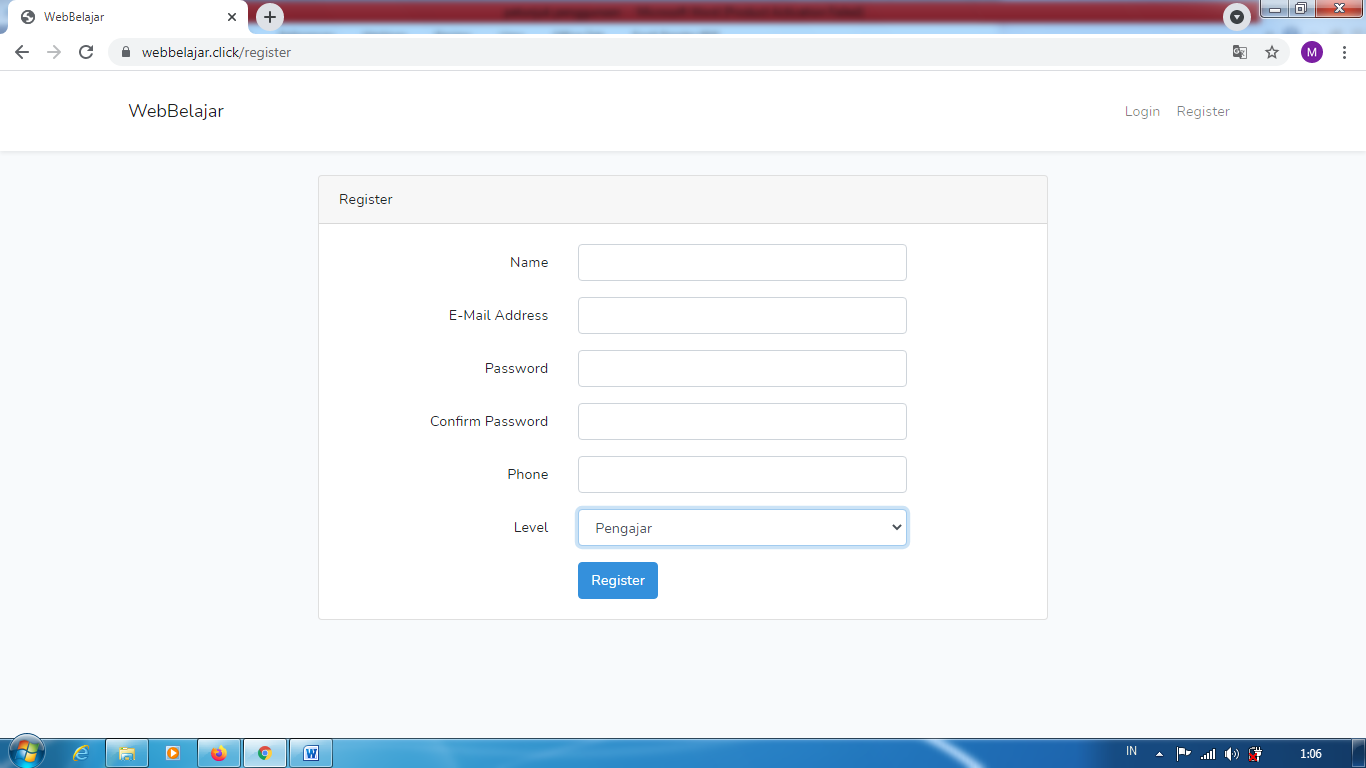 WebBelajar
webbelajar.click/register
M
WebBelajar
Login Register
Register
Name
E-Mail Address
Password
Confirm Password
Phone
Level Pengajar
Register
IN 1:06